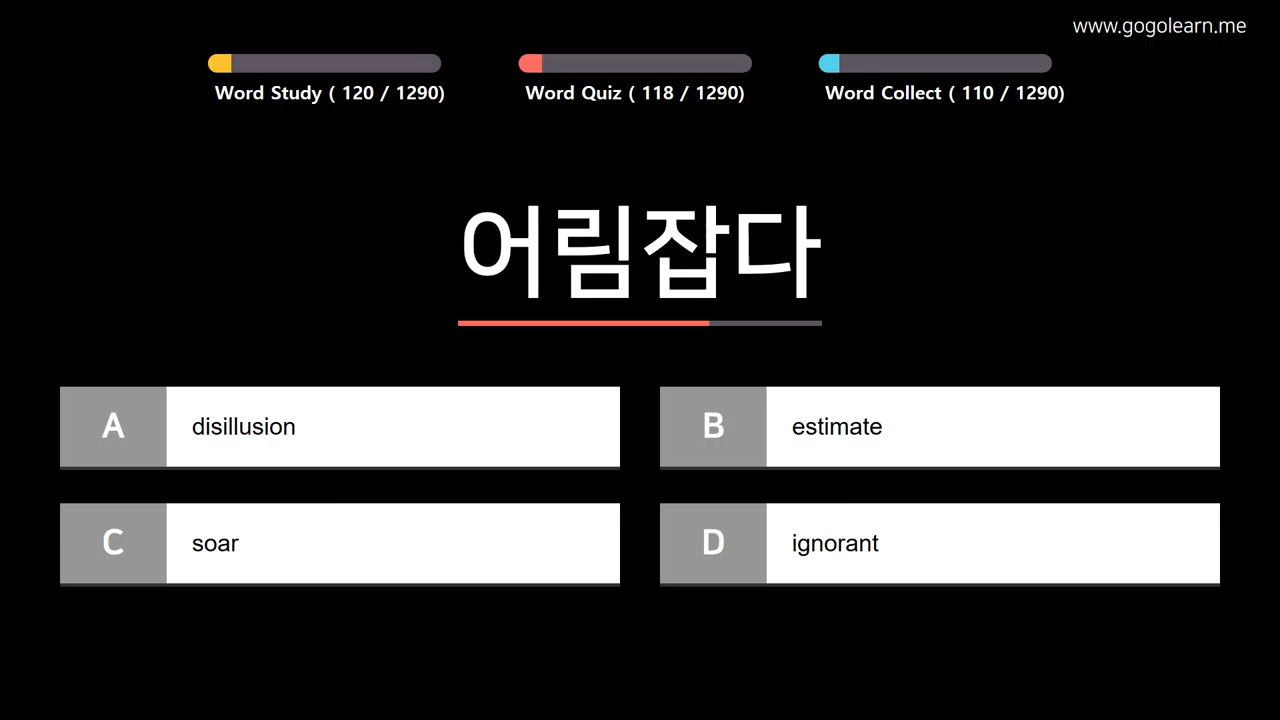 www.gogolearn.me
Word Study ( 120 / 1290)
Word Quiz ( 118 / 1290)
Word Collect ( 110 / 1290)
어림잡다
A disillusion
B estimate
C soar
D ignorant